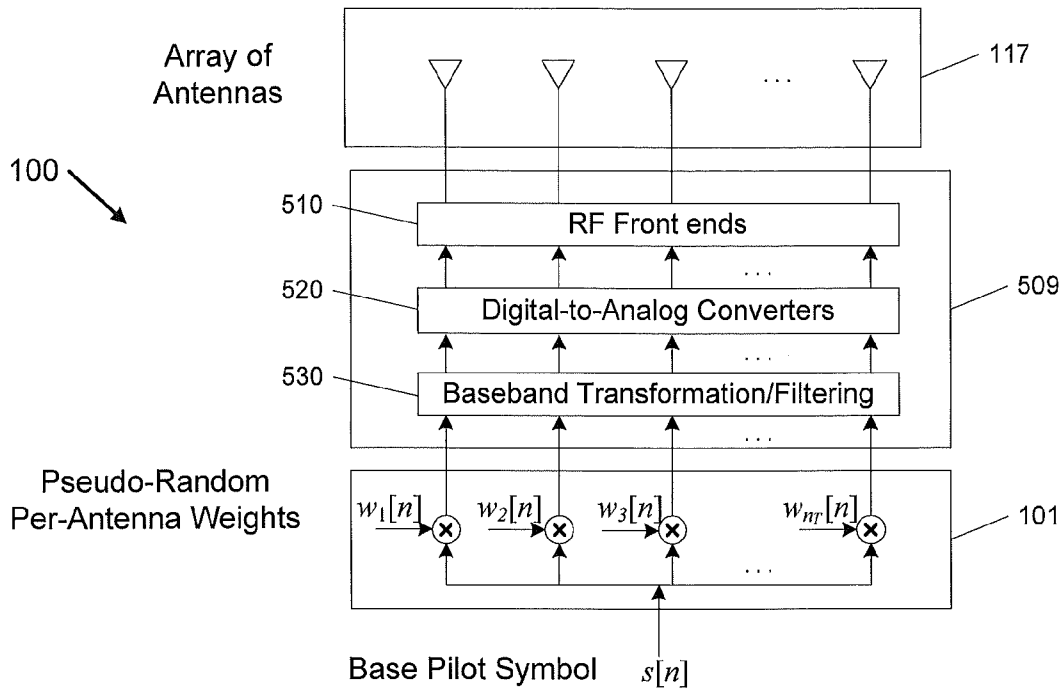 Array of
Antennas
. . .
117
100
510
RF Front ends
. . .
520
Digital-to-Analog Converters
509
. . .
530
Baseband Transformation/Filtering
. . .
Pseudo-Random
Per-Antenna Weights
w₁[n]
w₂[n]
w₃[n]
wₙT[n]
101
. . .
Base Pilot Symbol s[n]